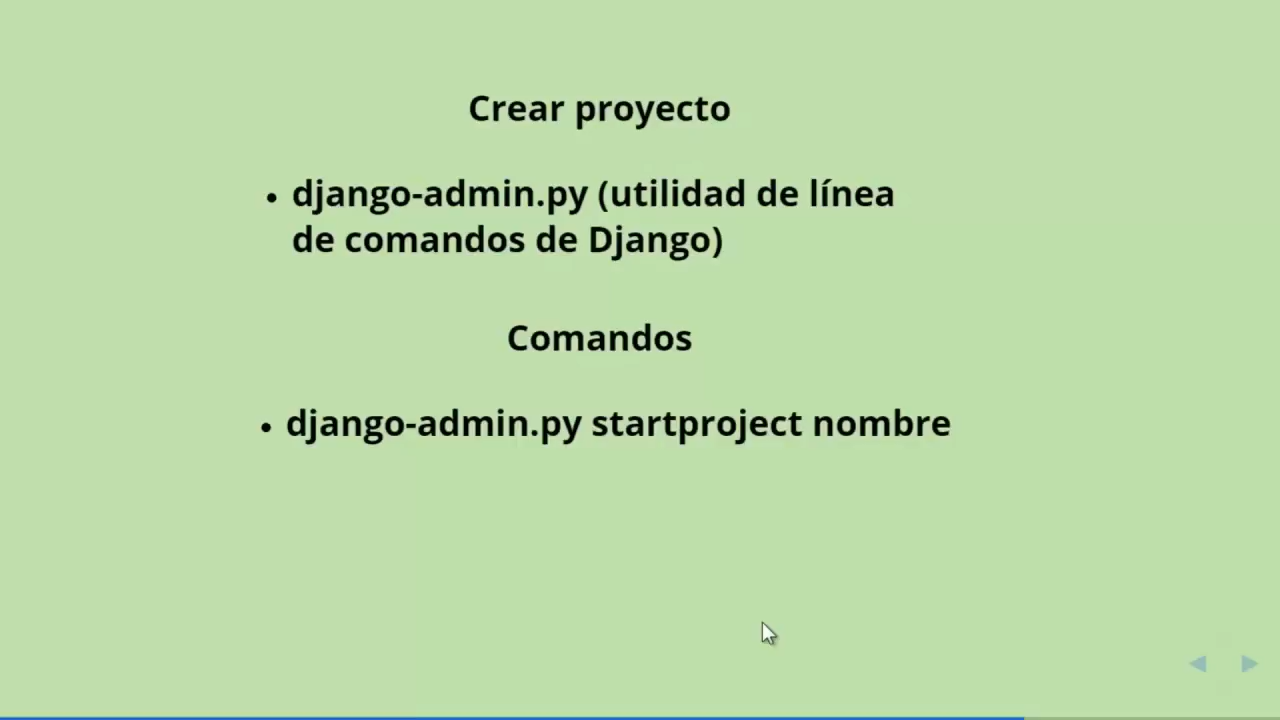 Crear proyecto
• django-admin.py (utilidad de línea
de comandos de Django)
Comandos
• django-admin.py startproject nombre